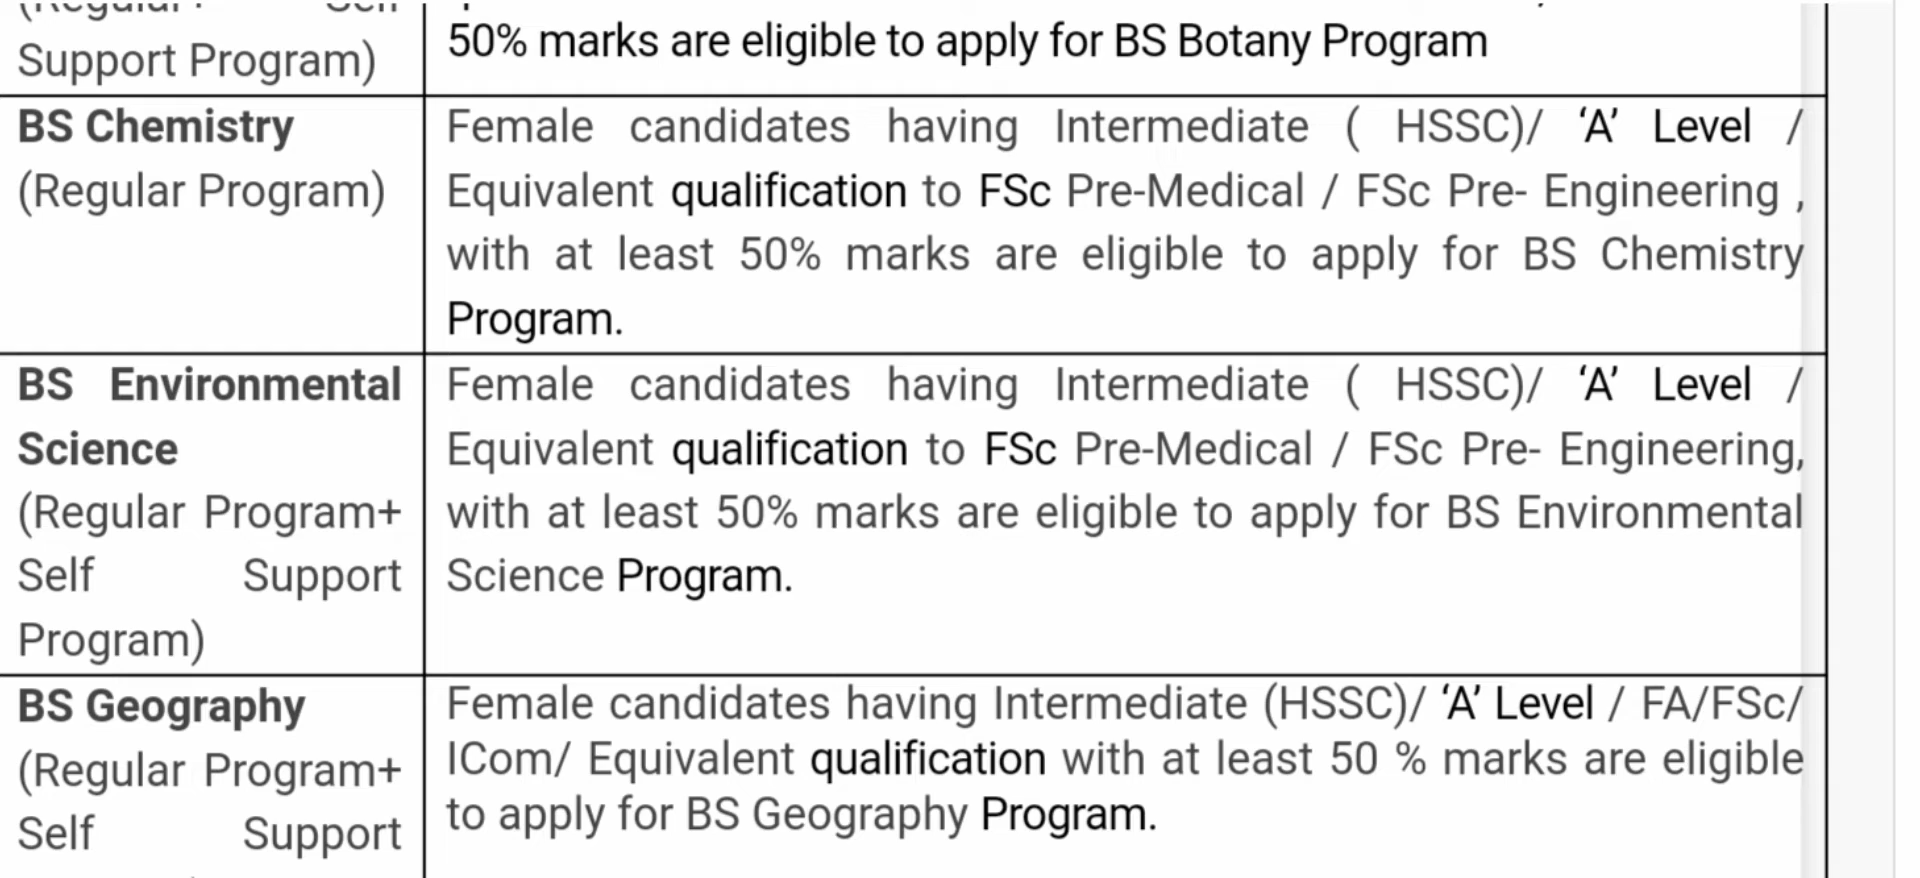 Support Program)
50% marks are eligible to apply for BS Botany Program
BS Chemistry
(Regular Program)
Female candidates having Intermediate ( HSSC)/ ‘A’ Level /
Equivalent qualification to FSc Pre-Medical / FSc Pre- Engineering ,
with at least 50% marks are eligible to apply for BS Chemistry
Program.
BS Environmental
Science
(Regular Program+
Self Support
Program)
Female candidates having Intermediate ( HSSC)/ ‘A’ Level /
Equivalent qualification to FSc Pre-Medical / FSc Pre- Engineering,
with at least 50% marks are eligible to apply for BS Environmental
Science Program.
BS Geography
(Regular Program+
Self Support
Female candidates having Intermediate (HSSC)/ ‘A’ Level / FA/FSc/
ICom/ Equivalent qualification with at least 50 % marks are eligible
to apply for BS Geography Program.